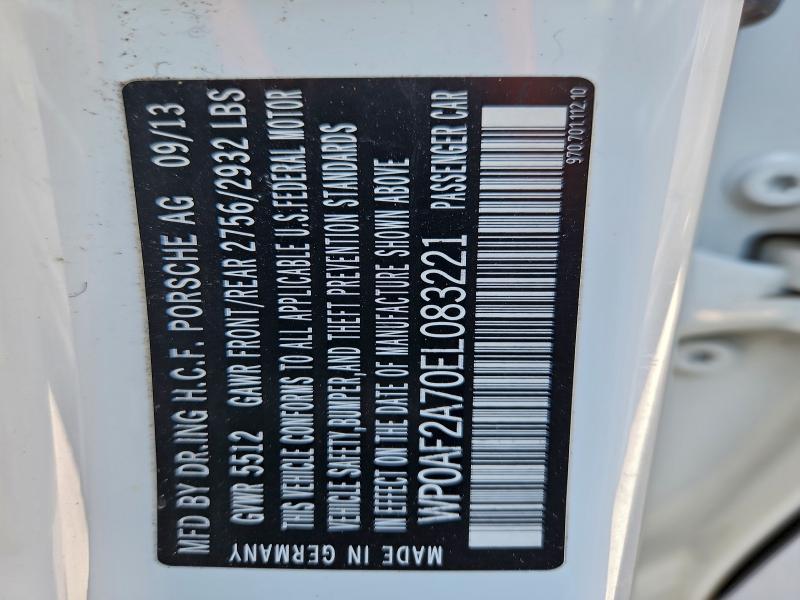 MFD BY DR.ING H.C.F. PORSCHE AG 09/13
GWR 5512 GAWR FRONT/REAR 2756/2932 LBS
THIS VEHICLE CONFORMS TO ALL APPLICABLE U.S.FEDERAL MOTOR
VEHICLE SAFETY,BUMPER,AND THEFT PREVENTION STANDARDS
IN EFFECT ON THE DATE OF MANUFACTURE SHOWN ABOVE
WP0AF2A70EL083221 PASSENGER CAR
MADE IN GERMANY
970.701.112.10